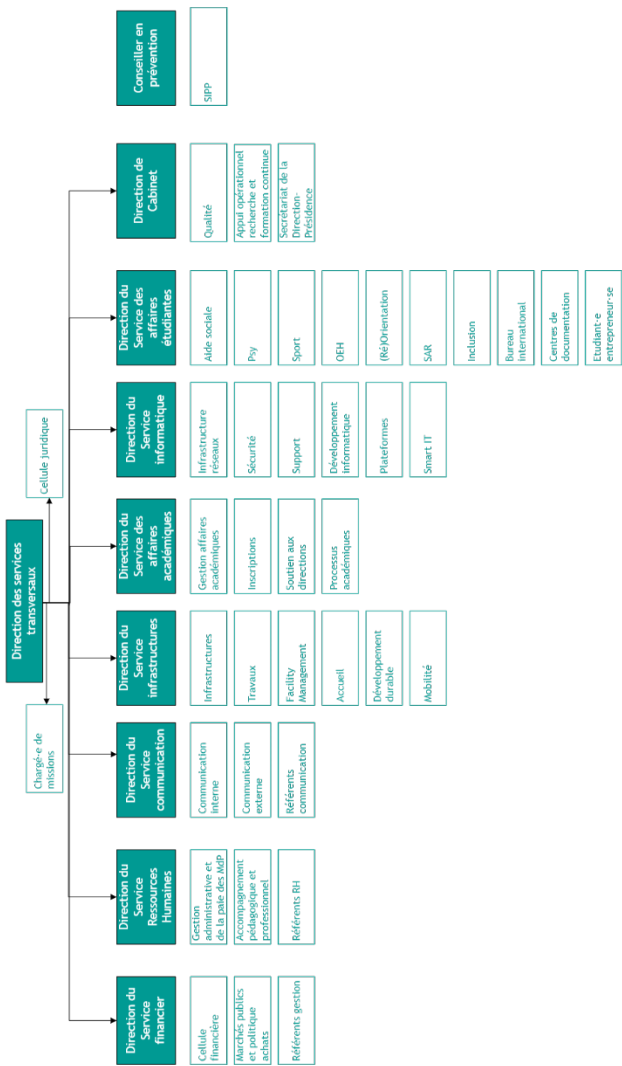 Direction des services
transversaux
Chargé-e de
missions
Cellule juridique
Direction du
Service
financier
Cellule
financière
Marchés publics
et politique
achats
Référents gestion
Direction du
Service
Ressources
Humaines
Gestion
administrative et
de la paie des MdP
Accompagnement
pédagogique et
professionnel
Référents RH
Direction du
Service
communication
Communication
interne
Communication
externe
Référents
communication
Direction du
Service
infrastructures
Infrastructures
Travaux
Facility
Management
Accueil
Développement
durable
Mobilité
Direction du
Service des
affaires
académiques
Gestion affaires
académiques
Inscriptions
Soutien aux
directions
Processus
académiques
Direction du
Service
informatique
Infrastructure
réseaux
Sécurité
Support
Développement
informatique
Plateformes
Smart IT
Direction du
Service des
affaires
étudiantes
Aide sociale
Psy
Sport
OEH
(Ré)Orientation
SAR
Inclusion
Bureau
International
Centres de
documentation
Etudiant-e
entrepreneur-se
Direction de
Cabinet
Qualité
Appui opérationnel
recherche et
formation continue
Secrétariat de la
Direction-
Présidence
Conseiller en
prévention
SIPP